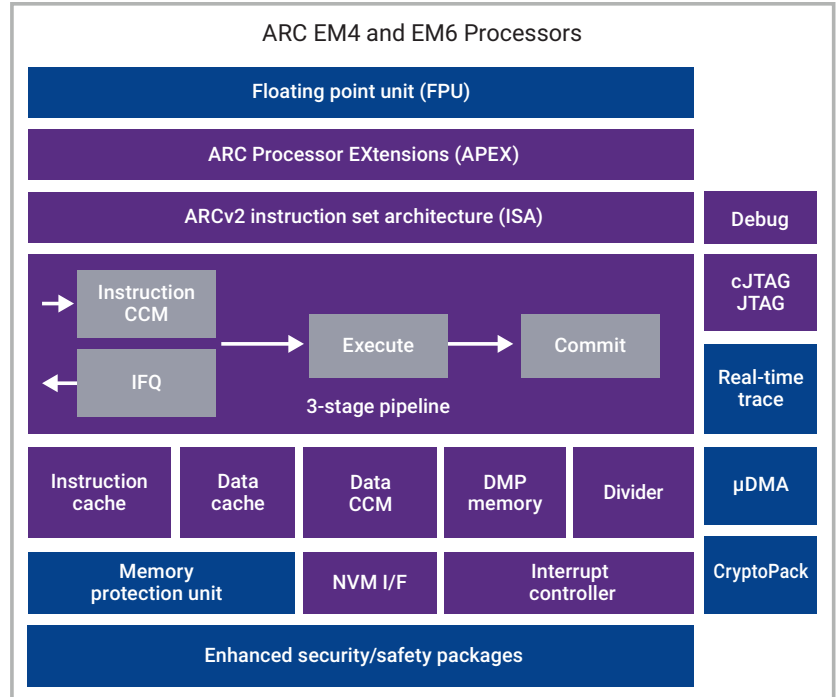 ARC EM4 and EM6 Processors
Floating point unit (FPU)
ARC Processor EXtensions (APEX)
ARCv2 instruction set architecture (ISA)
Debug
Instruction
CCM
IFQ
Execute
Commit
3-stage pipeline
cJTAG
JTAG
Real-time
trace
Instruction
cache
Data
cache
Data
CCM
DMP
memory
Divider
µDMA
Memory
protection unit
NVM I/F
Interrupt
controller
CryptoPack
Enhanced security/safety packages